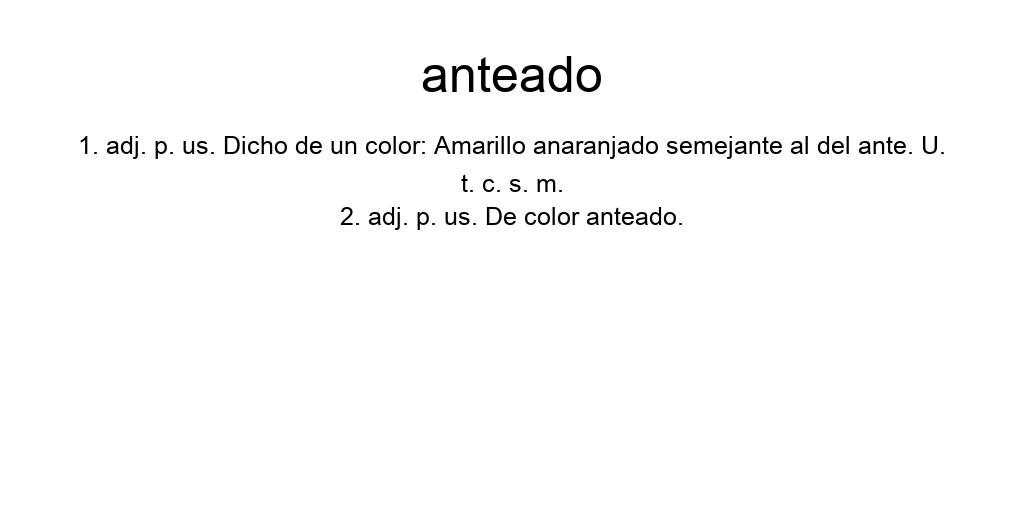 anteado
1. adj. p. us. Dicho de un color: Amarillo anaranjado semejante al del ante. U.
t. c. s. m.
2. adj. p. us. De color anteado.